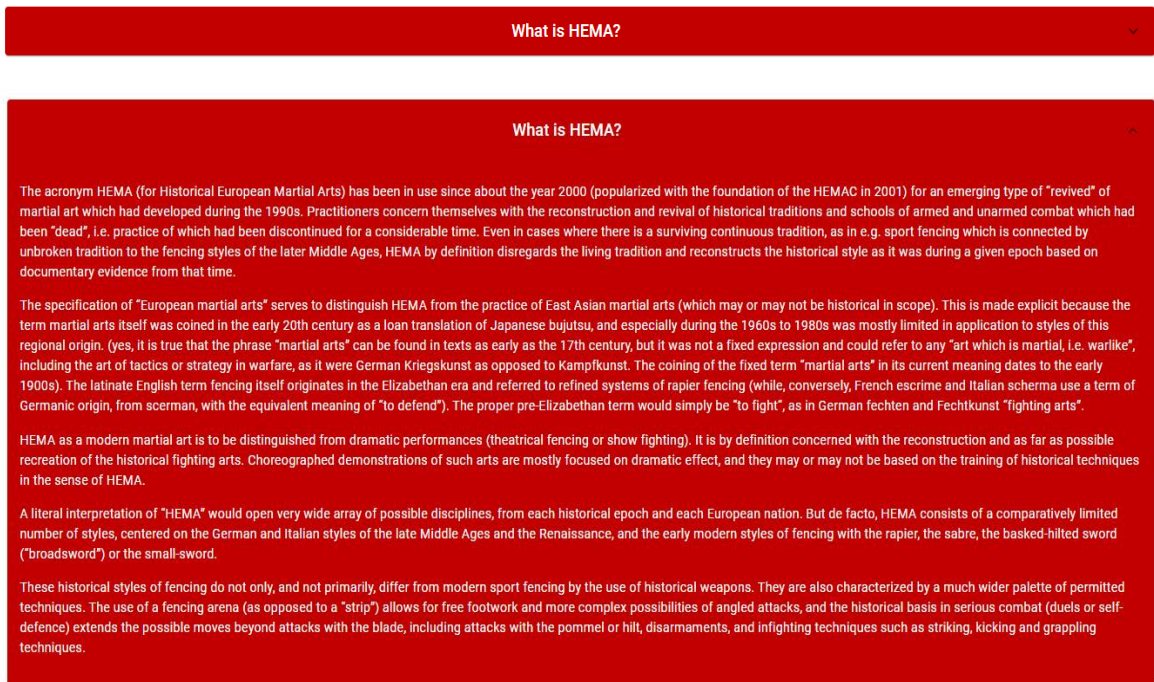 What is HEMA?
What is HEMA?
The acronym HEMA (for Historical European Martial Arts) has been in use since about the year 2000 (popularized with the foundation of the HEMAC in 2001) for an emerging type of “revived” of
martial art which had developed during the 1990s. Practitioners concern themselves with the reconstruction and revival of historical traditions and schools of armed and unarmed combat which had
been “dead”, i.e. practice of which had been discontinued for a considerable time. Even in cases where there is a surviving continuous tradition, as in e.g. sport fencing which is connected by
unbroken tradition to the fencing styles of the later Middle Ages, HEMA by definition disregards the living tradition and reconstructs the historical style as it was during a given epoch based on
documentary evidence from that time.
The specification of “European martial arts” serves to distinguish HEMA from the practice of East Asian martial arts (which may or may not be historical in scope). This is made explicit because the
term martial arts itself was coined in the early 20th century as a loan translation of Japanese bujutsu, and especially during the 1960s to 1980s was mostly limited in application to styles of this
regional origin. (yes, it is true that the phrase “martial arts” can be found in texts as early as the 17th century, but it was not a fixed expression and could refer to any “art which is martial, i.e. warlike”,
including the art of tactics or strategy in warfare, as it were German Kriegskunst as opposed to Kampfkunst. The coining of the fixed term “martial arts” in its current meaning dates to the early
1900s). The latinate English term fencing itself originates in the Elizabethan era and referred to refined systems of rapier fencing (while, conversely, French escrime and Italian scherma use a term of
Germanic origin, from scerman, with the equivalent meaning of “to defend”). The proper pre-Elizabethan term would simply be “to fight”, as in German fechten and Fechtkunst “fighting arts”.
HEMA as a modern martial art is to be distinguished from dramatic performances (theatrical fencing or show fighting). It is by definition concerned with the reconstruction and as far as possible
recreation of the historical fighting arts. Choreographed demonstrations of such arts are mostly focused on dramatic effect, and they may or may not be based on the training of historical techniques
in the sense of HEMA.
A literal interpretation of “HEMA” would open very wide array of possible disciplines, from each historical epoch and each European nation. But de facto, HEMA consists of a comparatively limited
number of styles, centered on the German and Italian styles of the late Middle Ages and the Renaissance, and the early modern styles of fencing with the rapier, the sabre, the basked-hilted sword
(“broadsword”) or the small-sword.
These historical styles of fencing do not only, and not primarily, differ from modern sport fencing by the use of historical weapons. They are also characterized by a much wider palette of permitted
techniques. The use of a fencing arena (as opposed to a “strip”) allows for free footwork and more complex possibilities of angled attacks, and the historical basis in serious combat (duels or self-
defence) extends the possible moves beyond attacks with the blade, including attacks with the pommel or hilt, disarmaments, and infighting techniques such as striking, kicking and grappling
techniques.